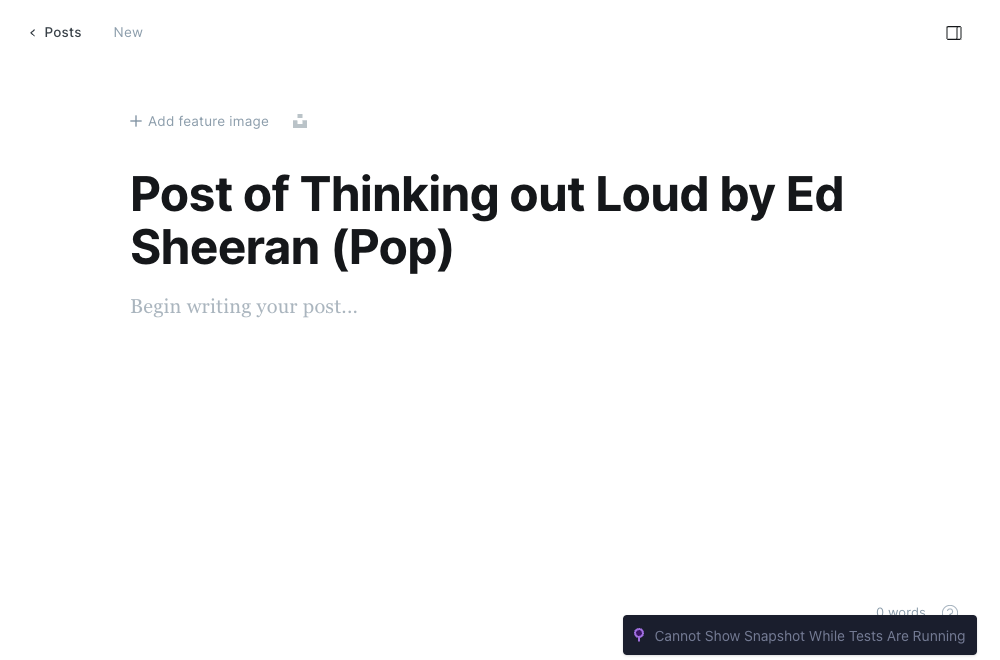 Posts
New
Add feature image
Post of Thinking out Loud by Ed
Sheeran (Pop)
Begin writing your post...
0 words
Cannot Show Snapshot While Tests Are Running